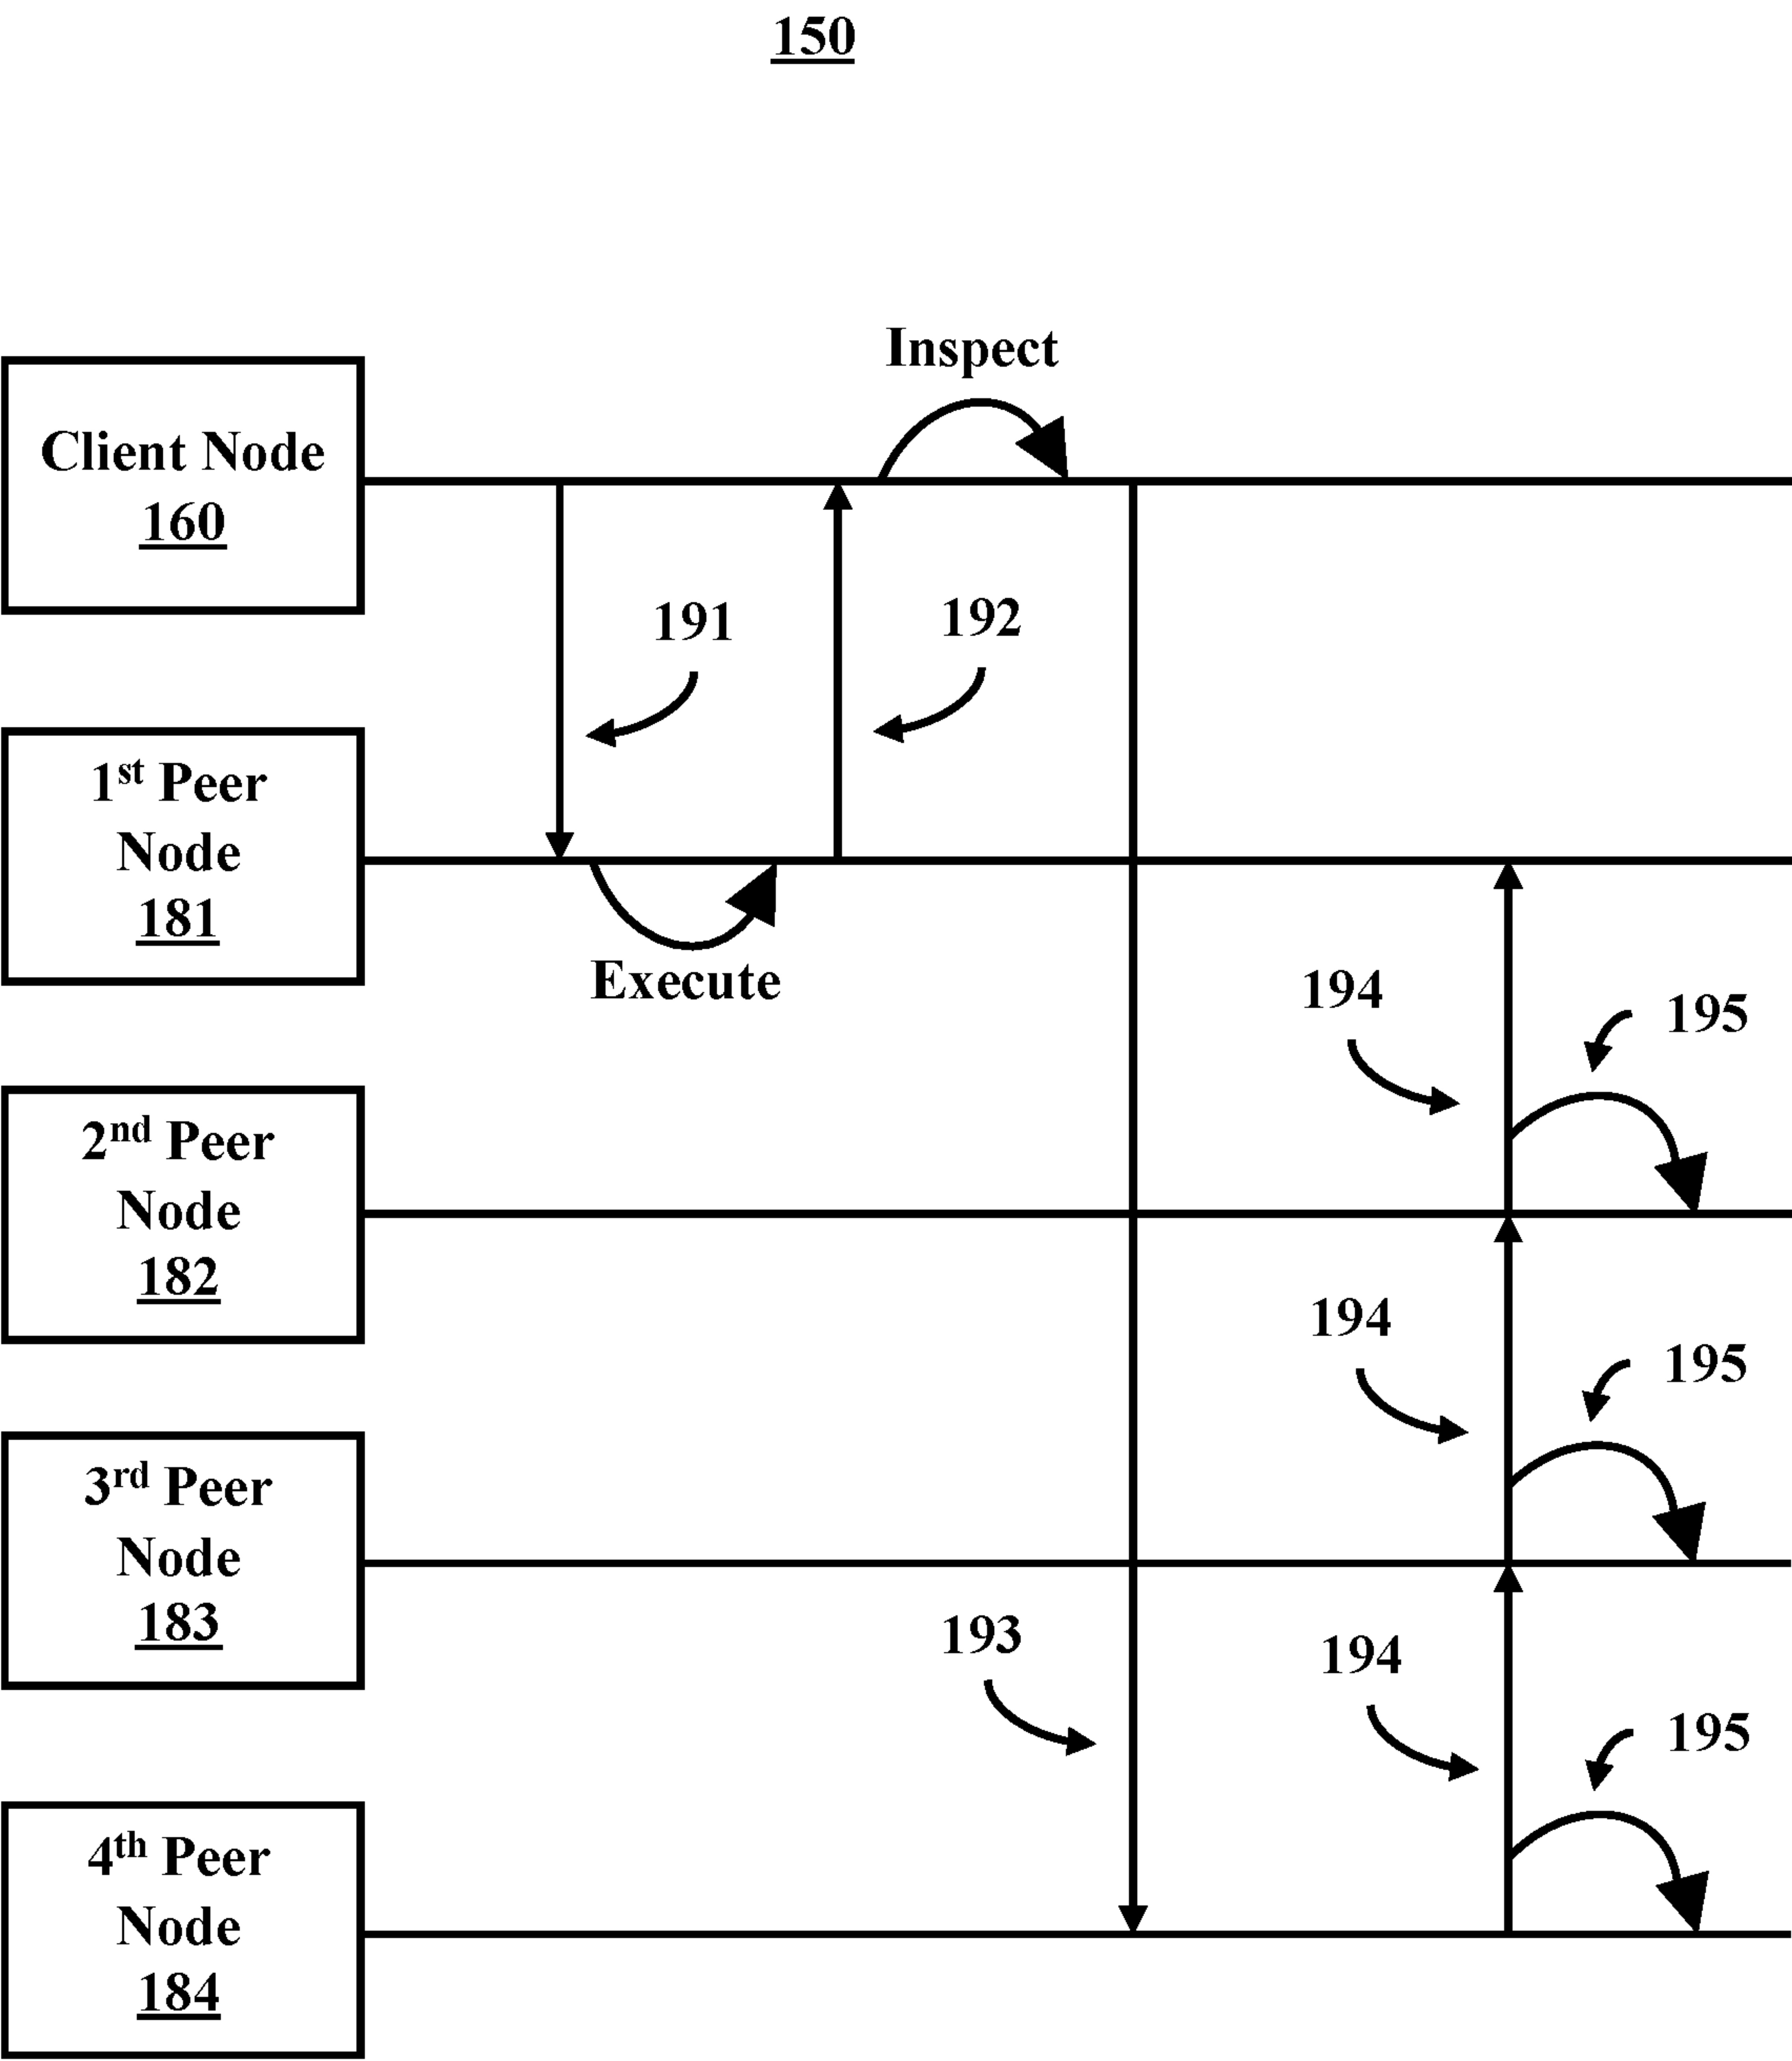 150
Inspect
Client Node
160
191
192
1st Peer
Node
181
Execute
194
195
2nd Peer
Node
182
194
195
3rd Peer
Node
183
193
194
195
4th Peer
Node
184